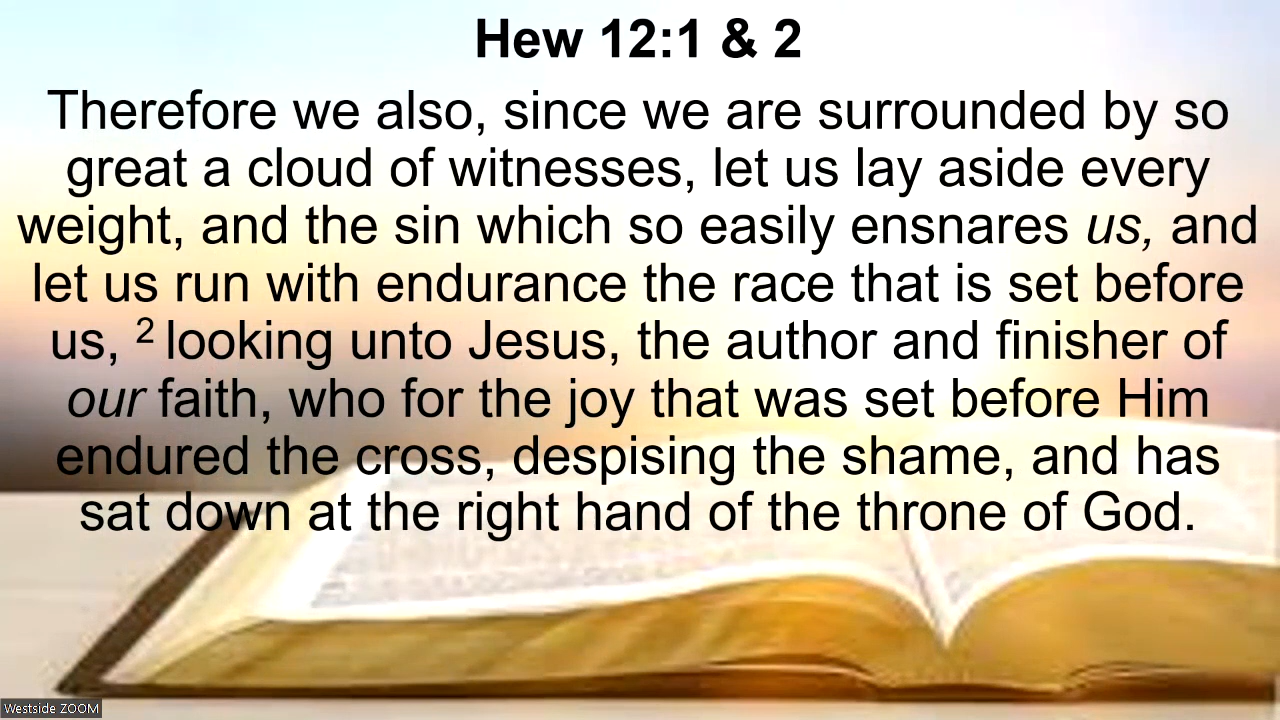 Hew 12:1 & 2
Therefore we also, since we are surrounded by so
great a cloud of witnesses, let us lay aside every
weight, and the sin which so easily ensnares us, and
let us run with endurance the race that is set before
us, 2 looking unto Jesus, the author and finisher of
our faith, who for the joy that was set before Him
endured the cross, despising the shame, and has
sat down at the right hand of the throne of God.
Westside ZOOM